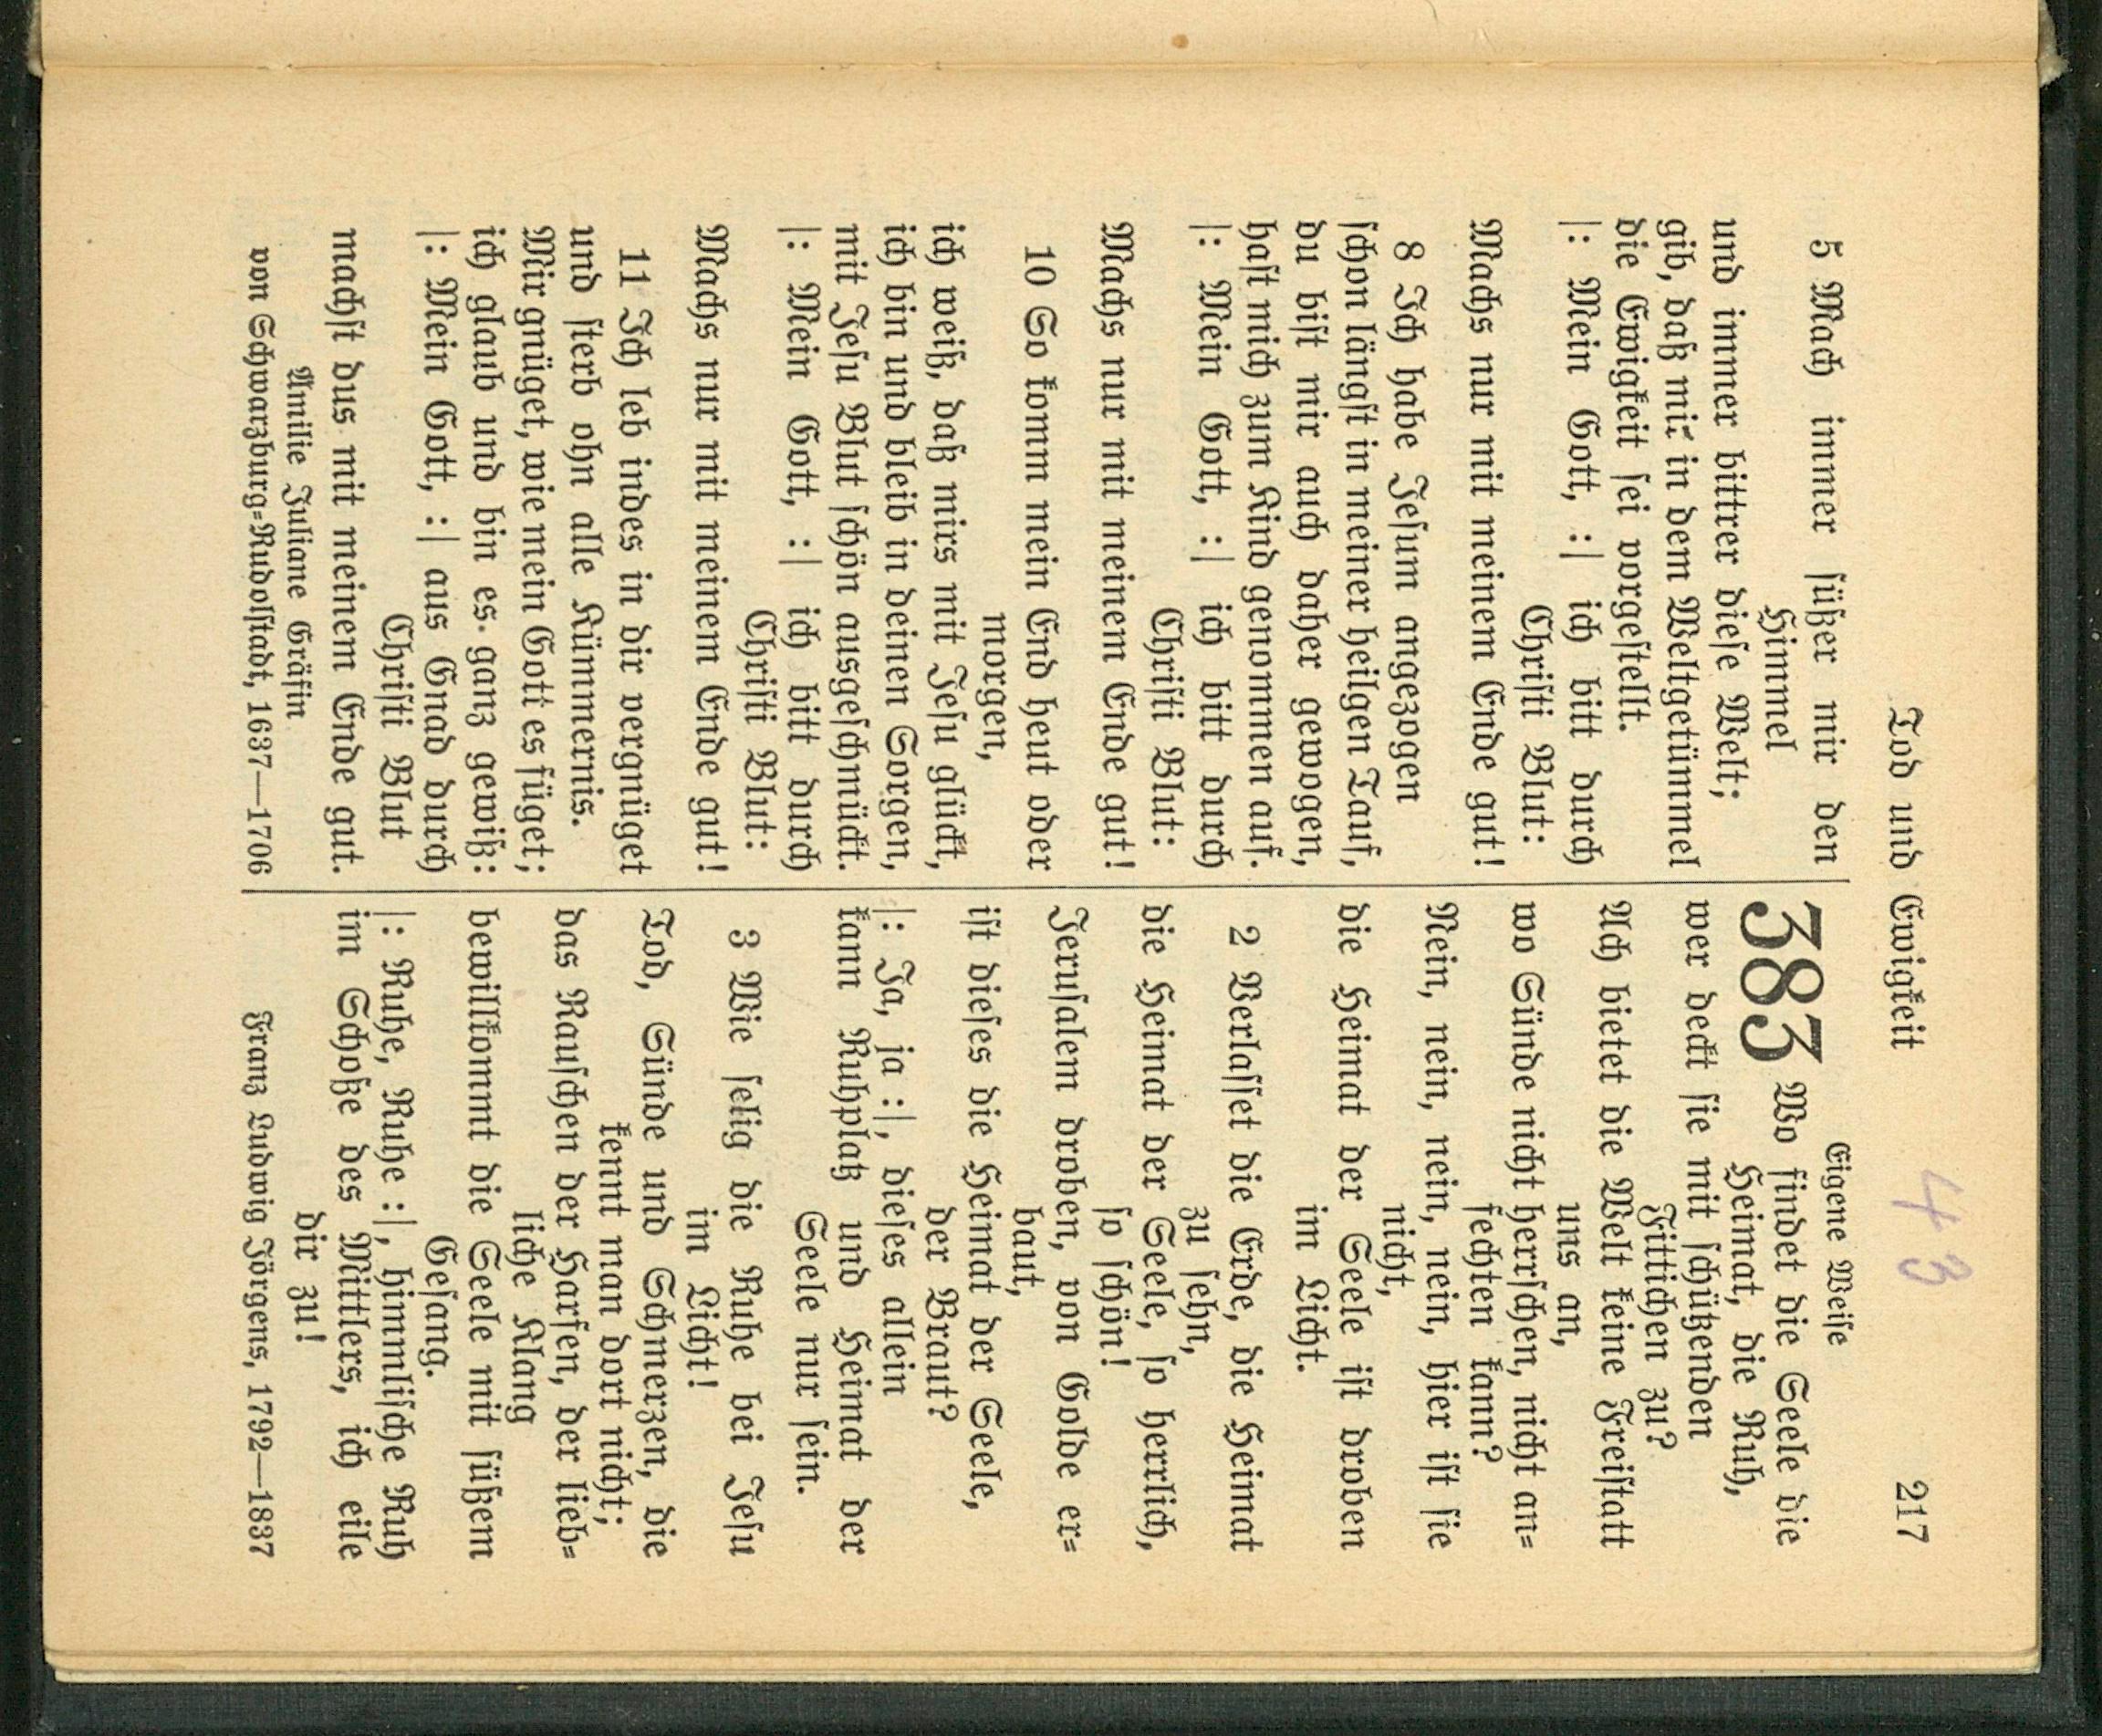 Tod und Ewigkeit
43
217
5 Mach immer süßer mir den
Himmel
und immer bittrer diese Welt;
gib, daß mir in dem Weltgetümmel
die Ewigkeit sei vorgestellt.
|: Mein Gott, :| ich bitt durch
Christi Blut:
Machs nur mit meinem Ende gut!
8 Ich habe Jesum angezogen
schon längst in meiner heilgen Tauf,
du bist mir auch daher gewogen,
hast mich zum Kind genommen auf.
|: Mein Gott, :| ich bitt durch
Christi Blut:
Machs nur mit meinem Ende gut!
10 So komm mein End heut oder
morgen,
ich weiß, daß mirs mit Jesu glückt,
ich bin und bleib in deinen Sorgen,
mit Jesu Blut schön ausgeschmückt.
|: Mein Gott, :| ich bitt durch
Christi Blut:
Machs nur mit meinem Ende gut!
11 Ich leb indes in dir vergnüget
und sterb ohn alle Kümmernis.
Mir gnüget, wie mein Gott es füget;
ich glaub und bin es ganz gewiß:
|: Mein Gott, :| aus Gnad durch
Christi Blut
machst dus mit meinem Ende gut.
Ämilie Juliane Gräfin
von Schwarzburg-Rudolstadt, 1637—1706
Eigene Weise
383 Wo findet die Seele die
Heimat, die Ruh,
wer deckt sie mit schützenden
Fittichen zu?
Ach bietet die Welt keine Freistatt
uns an,
wo Sünde nicht herrschen, nicht an-
fechten kann?
Nein, nein, nein, nein, hier ist sie
nicht,
die Heimat der Seele ist droben
im Licht.
2 Verlasset die Erde, die Heimat
zu sehn,
die Heimat der Seele, so herrlich,
so schön!
Jerusalem droben, von Golde er-
baut,
ist dieses die Heimat der Seele,
der Braut?
|: Ja, ja :|, dieses allein
kann Ruhplatz und Heimat der
Seele nur sein.
3 Wie selig die Ruhe bei Jesu
im Licht!
Tod, Sünde und Schmerzen, die
kennt man dort nicht;
das Rauschen der Harfen, der lieb-
liche Klang
bewillkommt die Seele mit süßem
Gesang.
|: Ruhe, Ruhe :|, himmlische Ruh
im Schoße des Mittlers, ich eile
dir zu!
Franz Ludwig Jörgens, 1792—1837